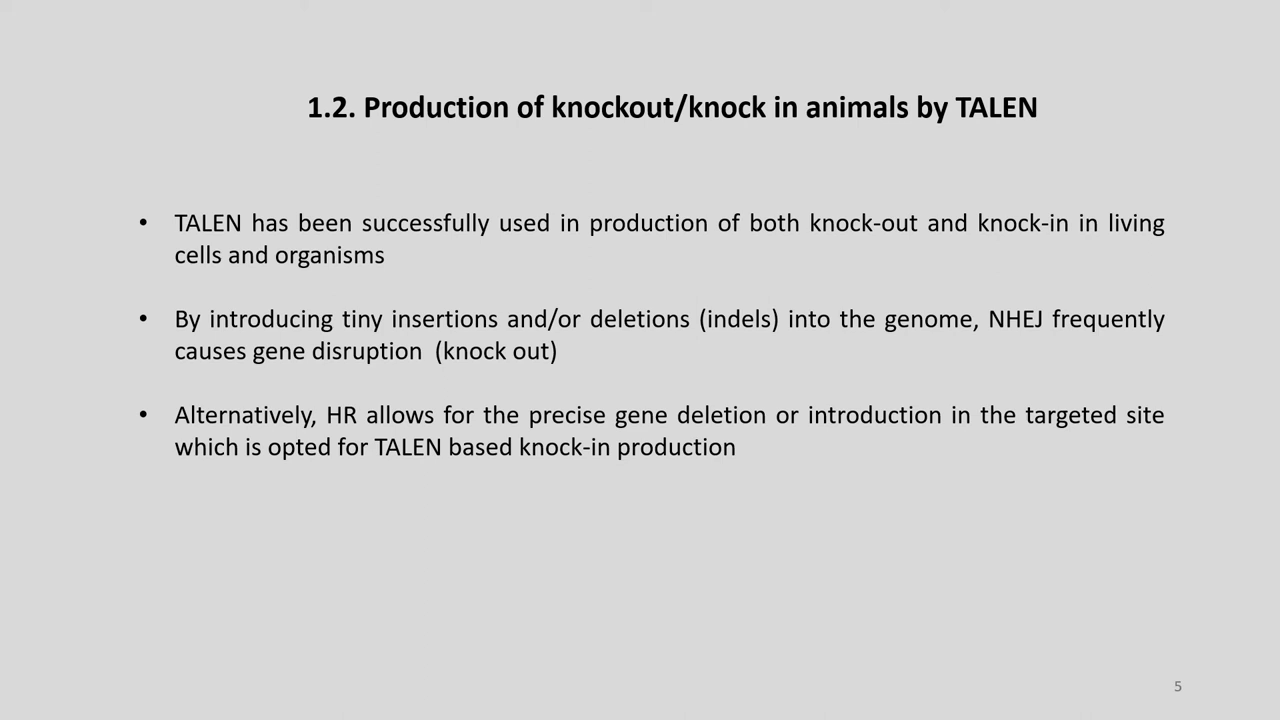 1.2. Production of knockout/knock in animals by TALEN
• TALEN has been successfully used in production of both knock-out and knock-in in living
cells and organisms
• By introducing tiny insertions and/or deletions (indels) into the genome, NHEJ frequently
causes gene disruption (knock out)
• Alternatively, HR allows for the precise gene deletion or introduction in the targeted site
which is opted for TALEN based knock-in production
5